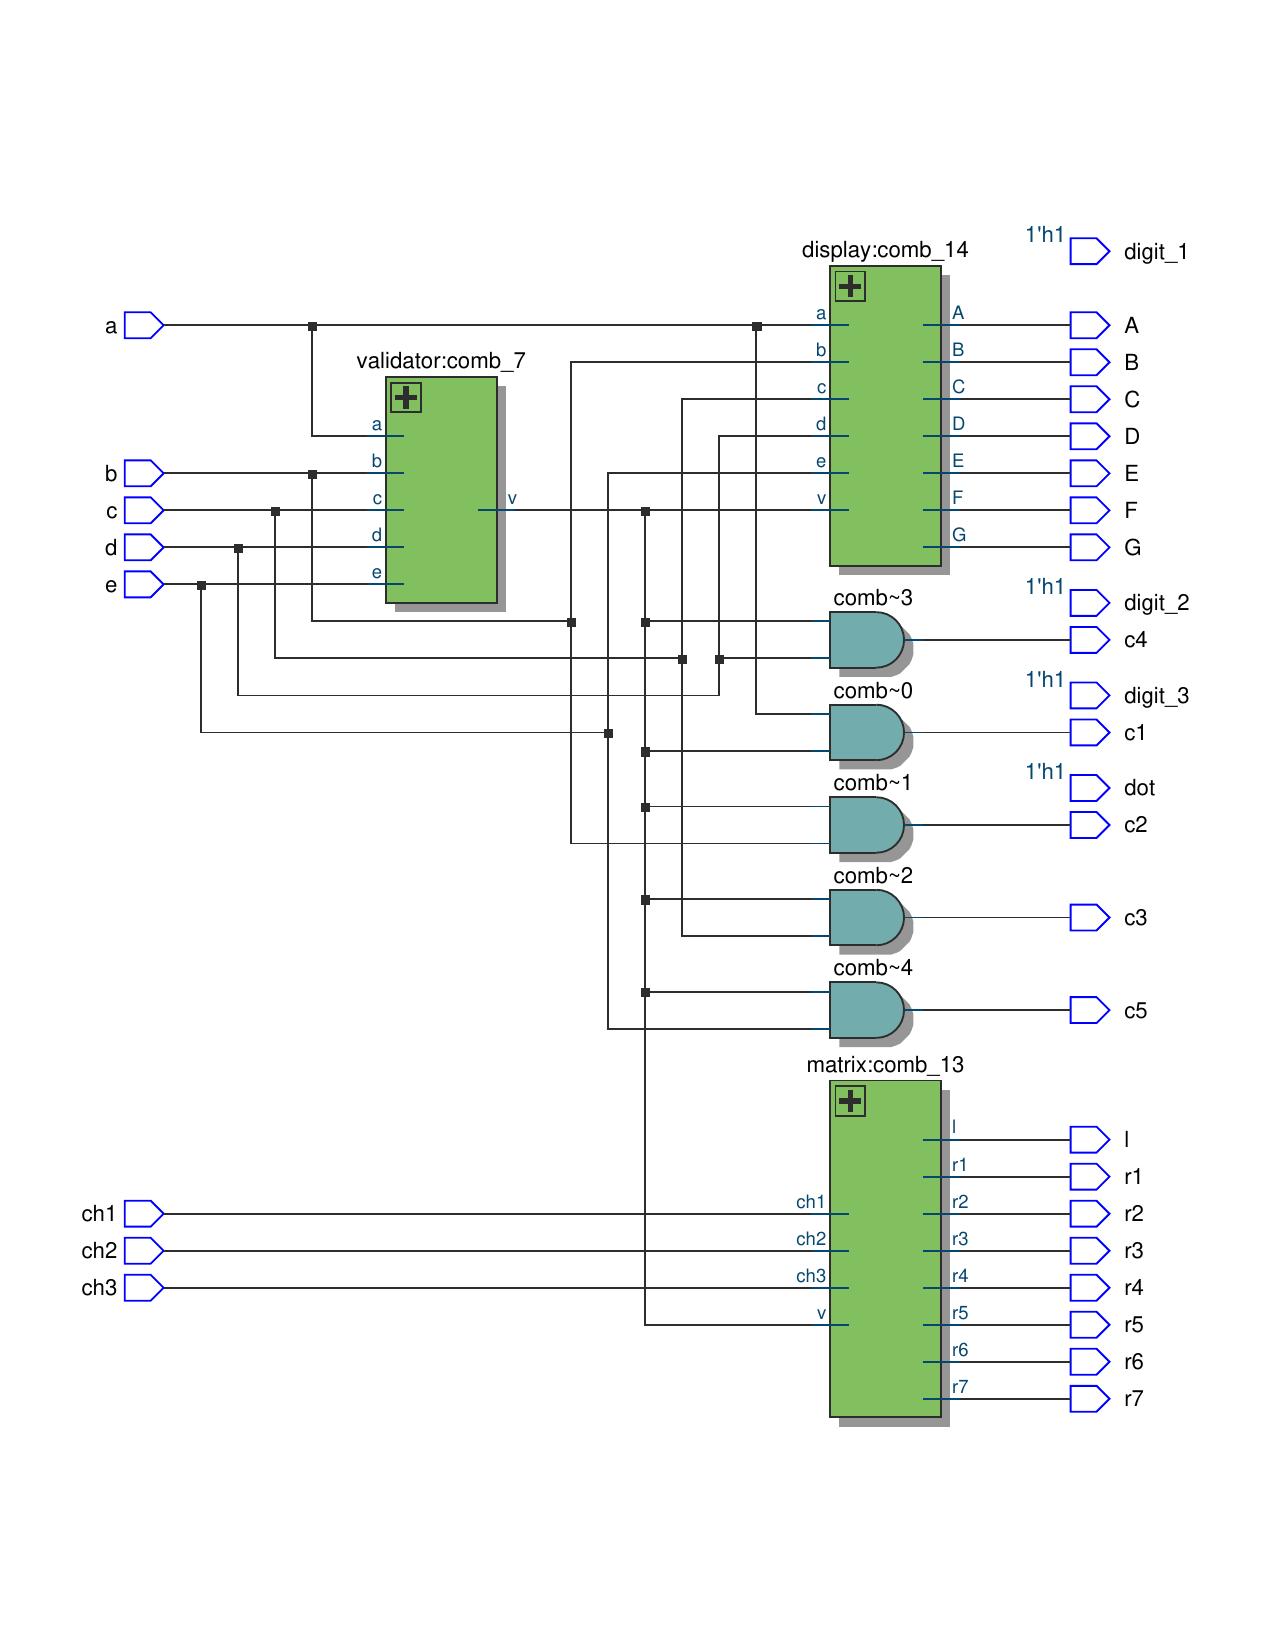 1'h1
digit_1
display:comb_14
a
a
A
A
b
B
B
validator:comb_7
c
C
C
a
d
D
D
b
b
e
E
E
c
c
v
v
F
F
d
d
G
G
e
e
1'h1
digit_2
comb~3
c4
1'h1
digit_3
comb~0
c1
1'h1
dot
comb~1
c2
comb~2
c3
comb~4
c5
matrix:comb_13
l
l
r1
r1
ch1
ch1
r2
r2
ch2
ch2
r3
r3
ch3
ch3
r4
r4
v
r5
r5
r6
r6
r7
r7